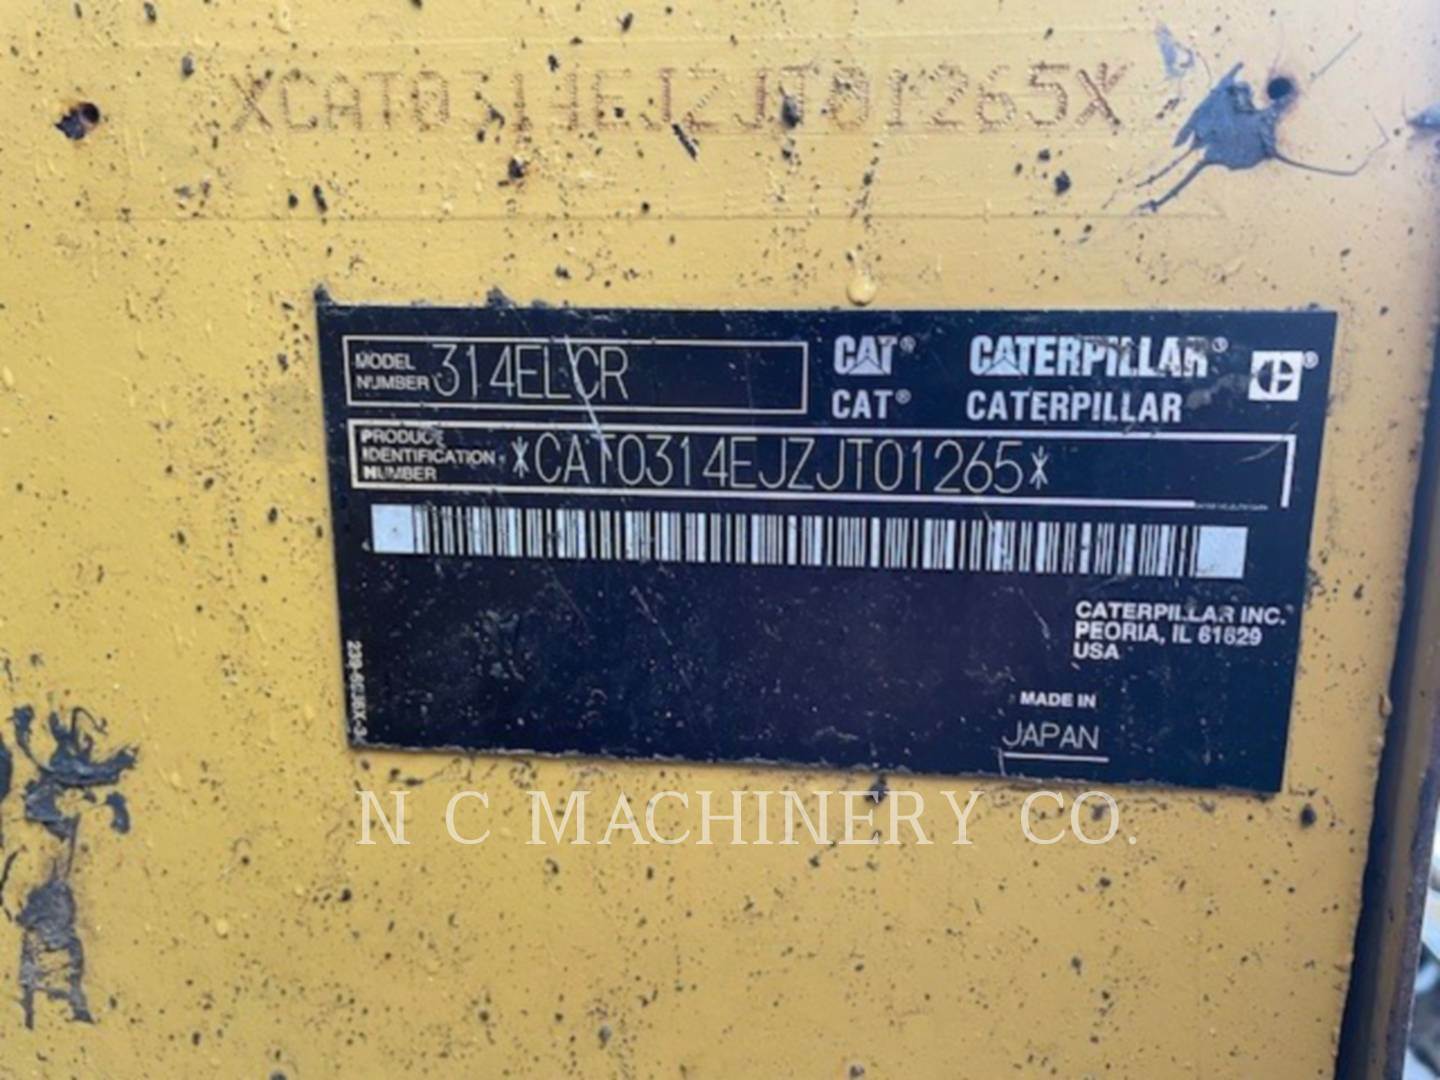 XCAT0314EJZJT01265X
MODEL NUMBER 314ELCR
CAT® CATERPILLAR®
CAT® CATERPILLAR
PRODUCT IDENTIFICATION NUMBER *CAT0314EJZJT01265*
CATERPILLAR INC.
PEORIA, IL 61629
USA
MADE IN
JAPAN
N C MACHINERY CO.